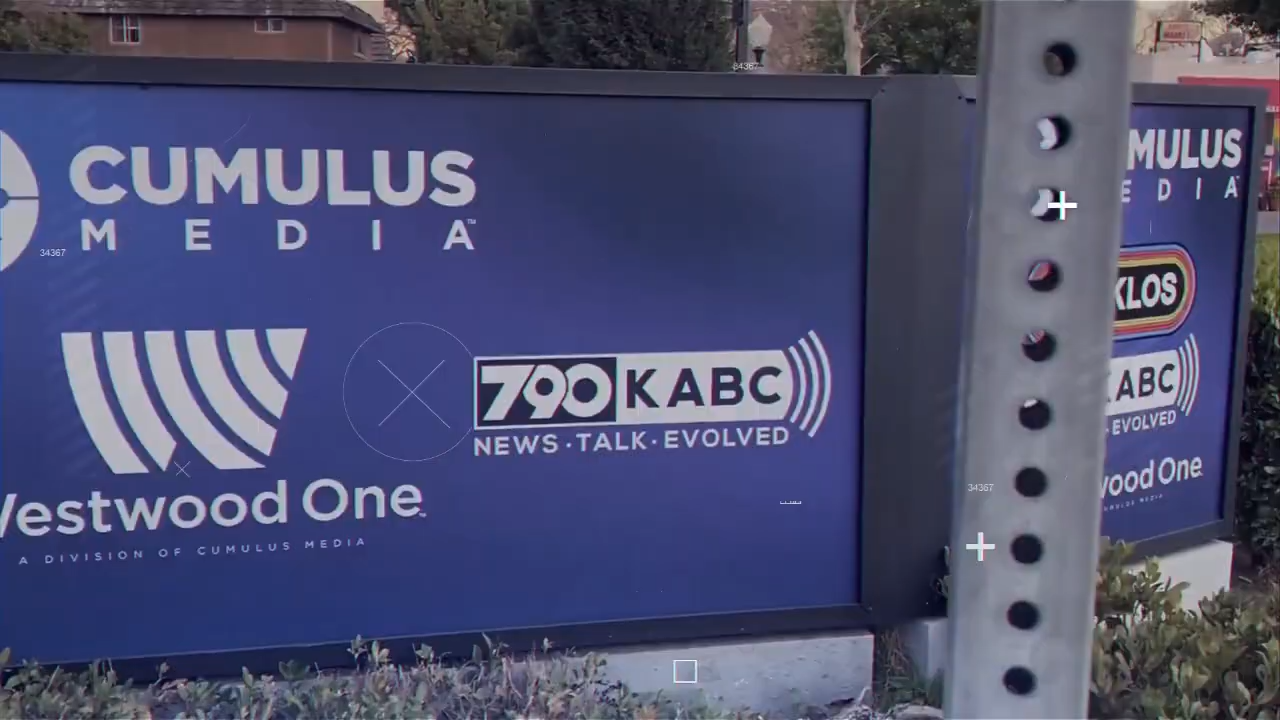 34367
CUMULUS
MEDIA™
34367
790 KABC
NEWS·TALK·EVOLVED
Westwood One
A DIVISION OF CUMULUS MEDIA
MULUS
EDIA
KLOS
KABC
·EVOLVED
wood One
CUMULUS MEDIA
34367